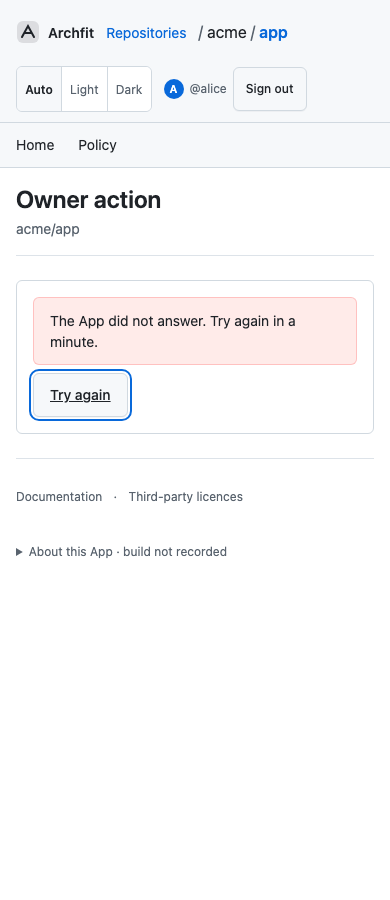 Archfit Repositories / acme / app
Auto Light Dark A @alice Sign out
Home Policy
Owner action
acme/app
The App did not answer. Try again in a
minute.
Try again
Documentation · Third-party licences
About this App · build not recorded